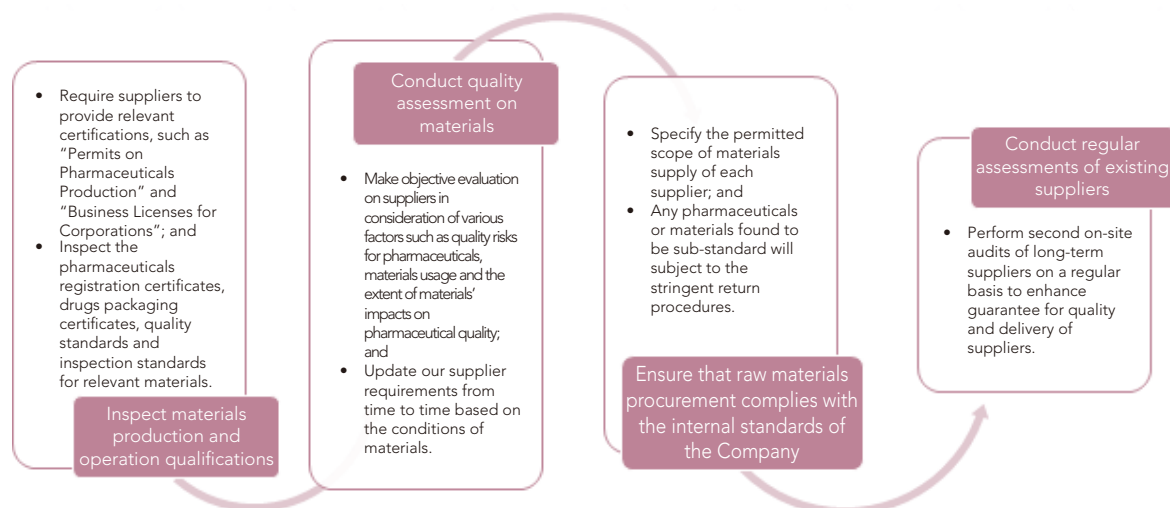 • Require suppliers to
provide relevant
certifications, such as
“Permits on
Pharmaceuticals
Production” and
“Business Licenses for
Corporations”; and
• Inspect the
pharmaceuticals
registration certificates,
drugs packaging
certificates, quality
standards and
inspection standards
for relevant materials.
Inspect materials
production and
operation qualifications
Conduct quality
assessment on
materials
• Make objective evaluation
on suppliers in
consideration of various
factors such as quality risks
for pharmaceuticals,
materials usage and the
extent of materials’
impacts on
pharmaceutical quality;
and
• Update our supplier
requirements from
time to time based on
the conditions of
materials.
• Specify the permitted
scope of materials
supply of each
supplier; and
• Any pharmaceuticals
or materials found to
be sub-standard will
subject to the
stringent return
procedures.
Ensure that raw materials
procurement complies with
the internal standards of
the Company
Conduct regular
assessments of existing
suppliers
• Perform second on-site
audits of long-term
suppliers on a regular
basis to enhance
guarantee for quality
and delivery of
suppliers.